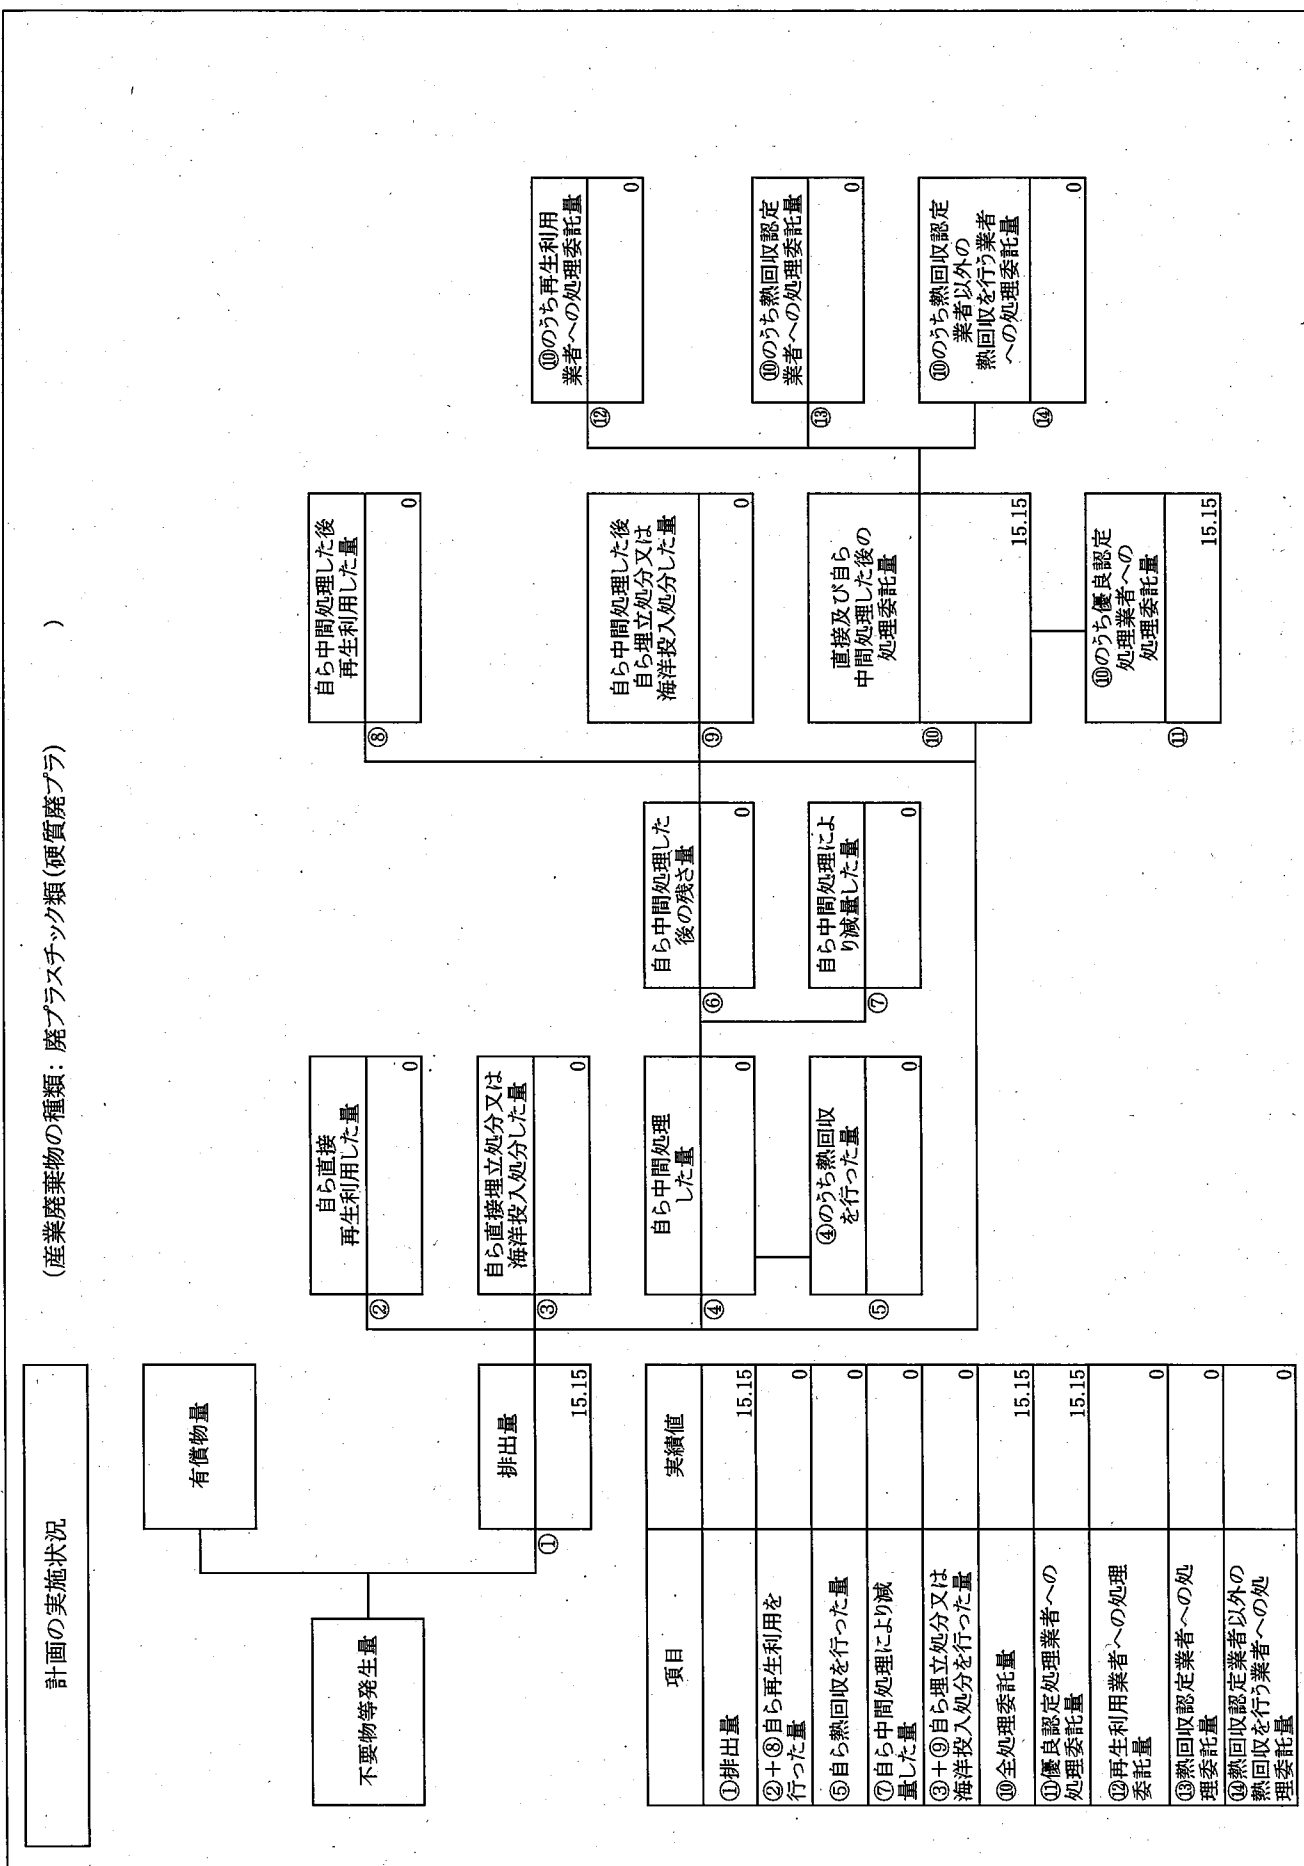 計画の実施状況
(産業廃棄物の種類: 廃プラスチック類(硬質廃プラ) )
不要物等発生量
有償物量
①
排出量
15.15
②
自ら直接
再生利用した量
0
③
自ら直接埋立処分又は
海洋投入処分した量
0
④
自ら中間処理
した量
0
⑤
④のうち熱回収
を行った量
0
⑥
自ら中間処理した
後の残さ量
0
⑦
自ら中間処理によ
り減量した量
0
⑧
自ら中間処理した後
再生利用した量
0
⑨
自ら中間処理した後
自ら埋立処分又は
海洋投入処分した量
0
⑩
直接及び自ら
中間処理した後の
処理委託量
15.15
⑪
⑩のうち優良認定
処理業者への
処理委託量
15.15
⑫
⑩のうち再生利用
業者への処理委託量
0
⑬
⑩のうち熱回収認定
業者への処理委託量
0
⑭
⑩のうち熱回収認定
業者以外の
熱回収を行う業者
への処理委託量
0
項目 実績値
①排出量 15.15
②+⑧自ら再生利用を
行った量 0
⑤自ら熱回収を行った量 0
⑦自ら中間処理により減
量した量 0
③+⑨自ら埋立処分又は
海洋投入処分を行った量 0
⑩全処理委託量 15.15
⑪優良認定処理業者への
処理委託量 15.15
⑫再生利用業者への処理
委託量 0
⑬熱回収認定業者への処
理委託量 0
⑭熱回収認定業者以外の
熱回収を行う業者への処
理委託量 0